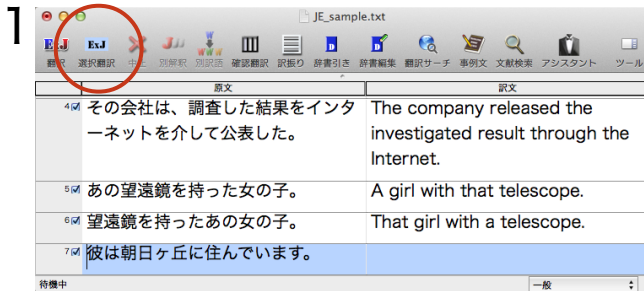 1
JE_sample.txt
翻訳 選択翻訳 中止 別解釈 別訳語 確認翻訳 訳振り 辞書引き 辞書編集 翻訳サーチ 事例文 文献検索 アシスタント ツール
原文 訳文
4 その会社は、調査した結果をインタ
ーネットを介して公表した。
The company released the
investigated result through the
Internet.
5 あの望遠鏡を持った女の子。 A girl with that telescope.
6 望遠鏡を持ったあの女の子。 That girl with a telescope.
7 彼は朝日ヶ丘に住んでいます。
待機中 一般